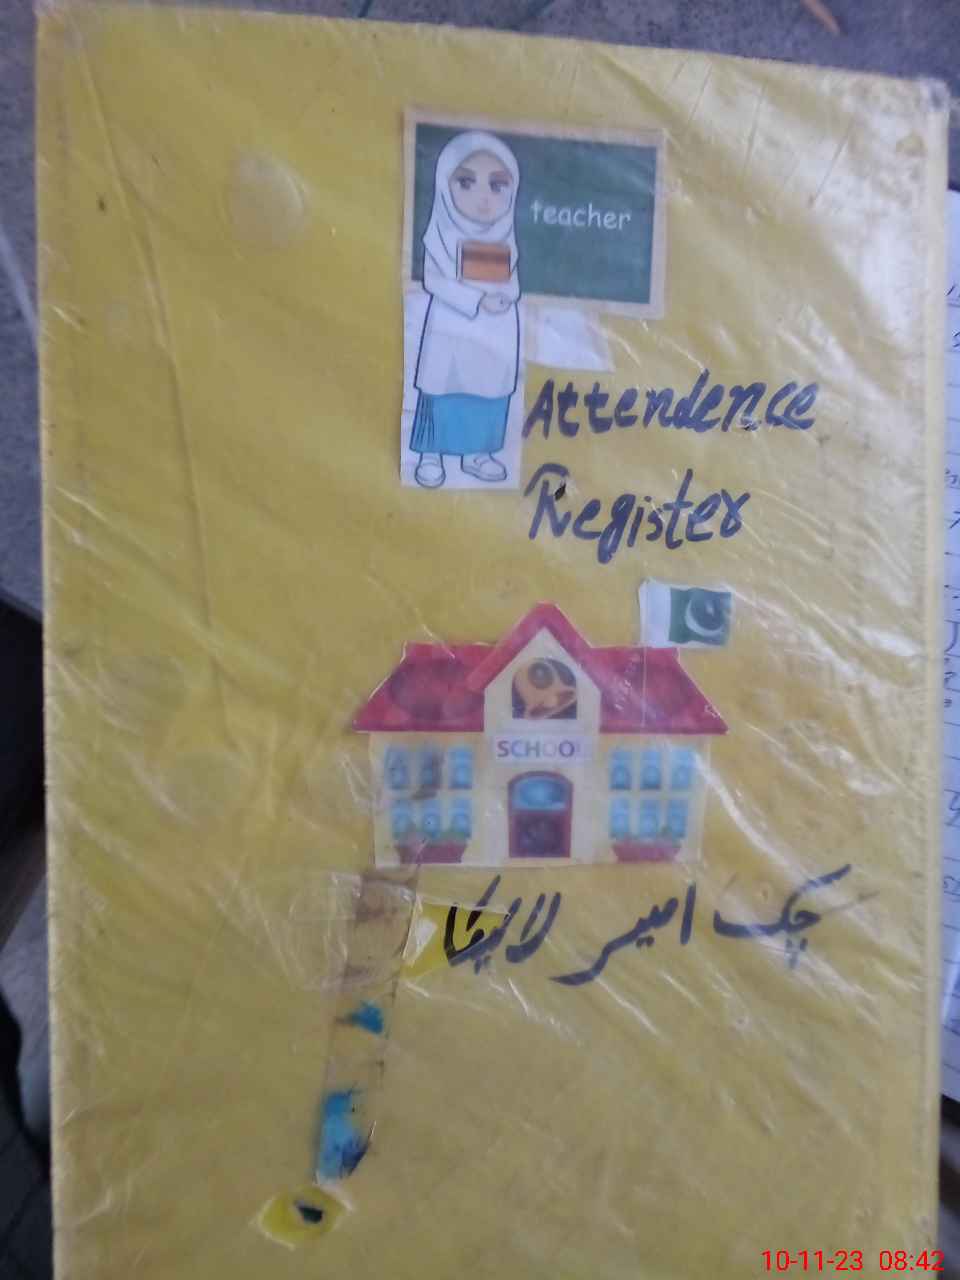 teacher
Attendence
Register
SCHOOL
چک امیر لالیکا
10-11-23 08:42